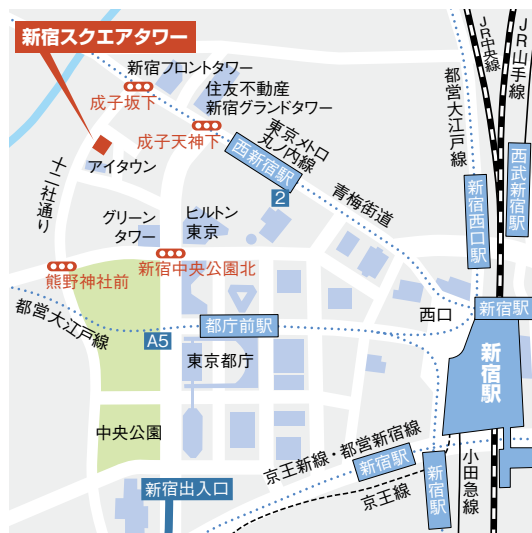 新宿スクエアタワー
新宿フロントタワー
成子坂下
住友不動産
新宿グランドタワー
成子天神下
東京メトロ
丸ノ内線
西新宿駅
2
青梅街道
都営大江戸線
JR中央線
JR山手線
西武新宿駅
新宿西口駅
アイタウン
十二社通り
グリーン
タワー
ヒルトン
東京
新宿中央公園北
熊野神社前
都営大江戸線
A5
都庁前駅
西口
新宿駅
新宿駅
東京都庁
中央公園
京王新線・都営新宿線
新宿駅
京王線
新宿駅
小田急線
新宿出入口